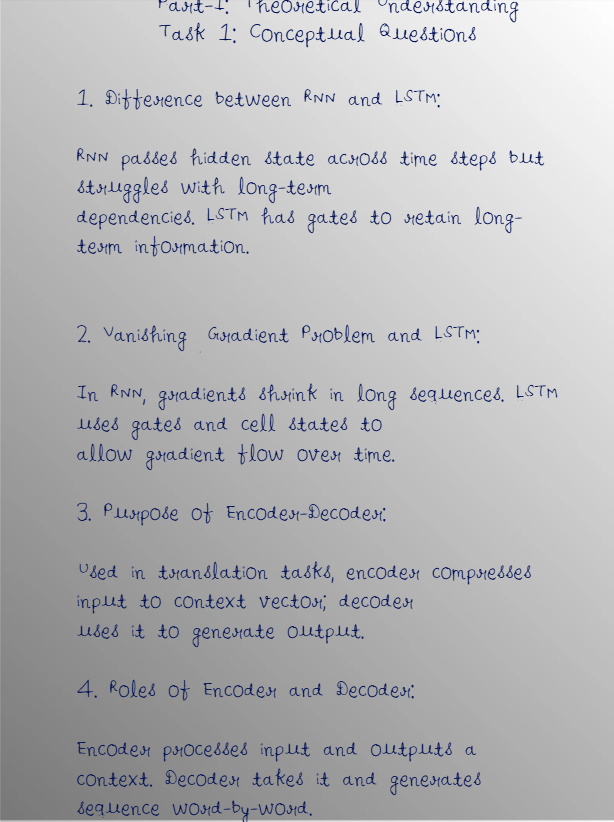 Part-1: Theoretical Understanding
Task 1: Conceptual Questions
1. Difference between RNN and LSTM:
RNN passes hidden state across time steps but
struggles with long-term
dependencies. LSTM has gates to retain long-
term information.
2. Vanishing Gradient Problem and LSTM:
In RNN, gradients shrink in long sequences. LSTM
uses gates and cell states to
allow gradient flow over time.
3. Purpose of Encoder-Decoder:
Used in translation tasks, encoder compresses
input to context vector; decoder
uses it to generate output.
4. Roles of Encoder and Decoder:
Encoder processes input and outputs a
context. Decoder takes it and generates
sequence word-by-word.